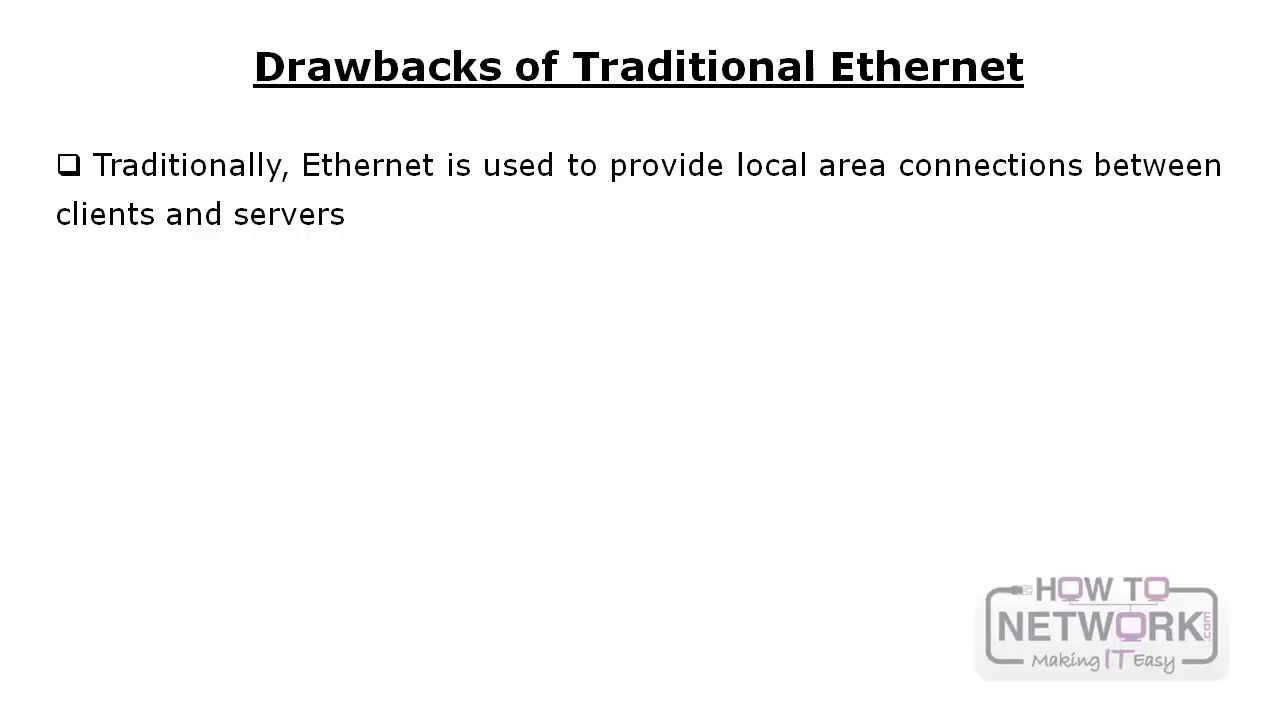 Drawbacks of Traditional Ethernet
❑ Traditionally, Ethernet is used to provide local area connections between
clients and servers
HOW TO
NETWORK.com
Making IT Easy